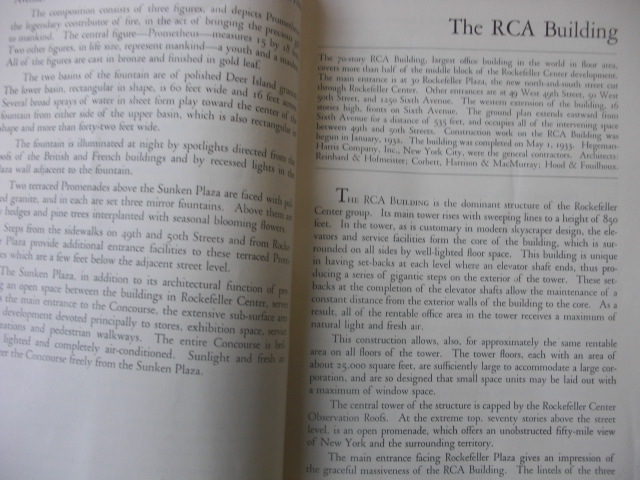 The composition consists of three figures, and depicts Prometheus
the legendary contributor of fire, in the act of bringing the precious
to mankind. The central figure—Prometheus—measures 15 by 18 feet
Two other figures, in life size, represent mankind—a youth and a maiden
All of the figures are cast in bronze and finished in gold leaf.
The two basins of the fountain are of polished Deer Island granite
The lower basin, rectangular in shape, is 60 feet wide and 16 feet across
Several broad sprays of water in sheet form play toward the center of the
fountain from either side of the upper basin, which is also rectangular in
shape and more than forty-two feet wide.
The fountain is illuminated at night by spotlights directed from the
roofs of the British and French buildings and by recessed lights in the
plaza wall adjacent to the fountain.
Two terraced Promenades above the Sunken Plaza are faced with
granite, and in each are set three mirror fountains. Above them are
hedges and pine trees interplanted with seasonal blooming flowers.
Steps from the sidewalks on 49th and 50th Streets and from
Plaza provide additional entrance facilities to these terraced
which are a few feet below the adjacent street level.
The Sunken Plaza, in addition to its architectural function of
an open space between the buildings in Rockefeller Center, serves
the main entrance to the Concourse, the extensive sub-surface
development devoted principally to stores, exhibition space,
and pedestrian walkways. The entire Concourse is
lighted and completely air-conditioned. Sunlight and fresh
the Concourse freely from the Sunken Plaza.
The RCA Building
The 70-story RCA Building, largest office building in the world in floor area,
covers more than half of the middle block of the Rockefeller Center development.
The main entrance is at 30 Rockefeller Plaza, the new north-and-south street cut
through Rockefeller Center. Other entrances are at 49 West 49th Street, 50 West
50th Street, and 1250 Sixth Avenue. The western extension of the building, 16
stories high, fronts on Sixth Avenue. The ground plan extends eastward from
Sixth Avenue for a distance of 535 feet, and occupies all of the intervening space
between 49th and 50th Streets. Construction work on the RCA Building was
begun in January, 1932. The building was completed on May 1, 1933. Hegeman-
Harris Company, Inc., New York City, were the general contractors. Architects:
Reinhard & Hofmeister; Corbett, Harmon & MacMurray; Hood & Fouilhoux.
The RCA Building is the dominant structure of the Rockefeller
Center group. Its main tower rises with sweeping lines to a height of 850
feet. In the tower, as is customary in modern skyscraper design, the ele-
vators and service facilities form the core of the building, which is sur-
rounded on all sides by well-lighted floor space. This building is unique
in having set-backs at each level where an elevator shaft ends, thus pro-
ducing a series of gigantic steps on the exterior of the tower. These set-
backs at the completion of the elevator shafts allow the maintenance of a
constant distance from the exterior walls of the building to the core. As a
result, all of the rentable office area in the tower receives a maximum of
natural light and fresh air.
This construction allows, also, for approximately the same rentable
area on all floors of the tower. The tower floors, each with an area of
about 25,000 square feet, are sufficiently large to accommodate a large cor-
poration, and are so designed that small space units may be laid out with
a maximum of window space.
The central tower of the structure is capped by the Rockefeller Center
Observation Roofs. At the extreme top, seventy stories above the street
level, is an open promenade, which offers an unobstructed fifty-mile view
of New York and the surrounding territory.
The main entrance facing Rockefeller Plaza gives an impression of
the graceful massiveness of the RCA Building. The lintels of the three